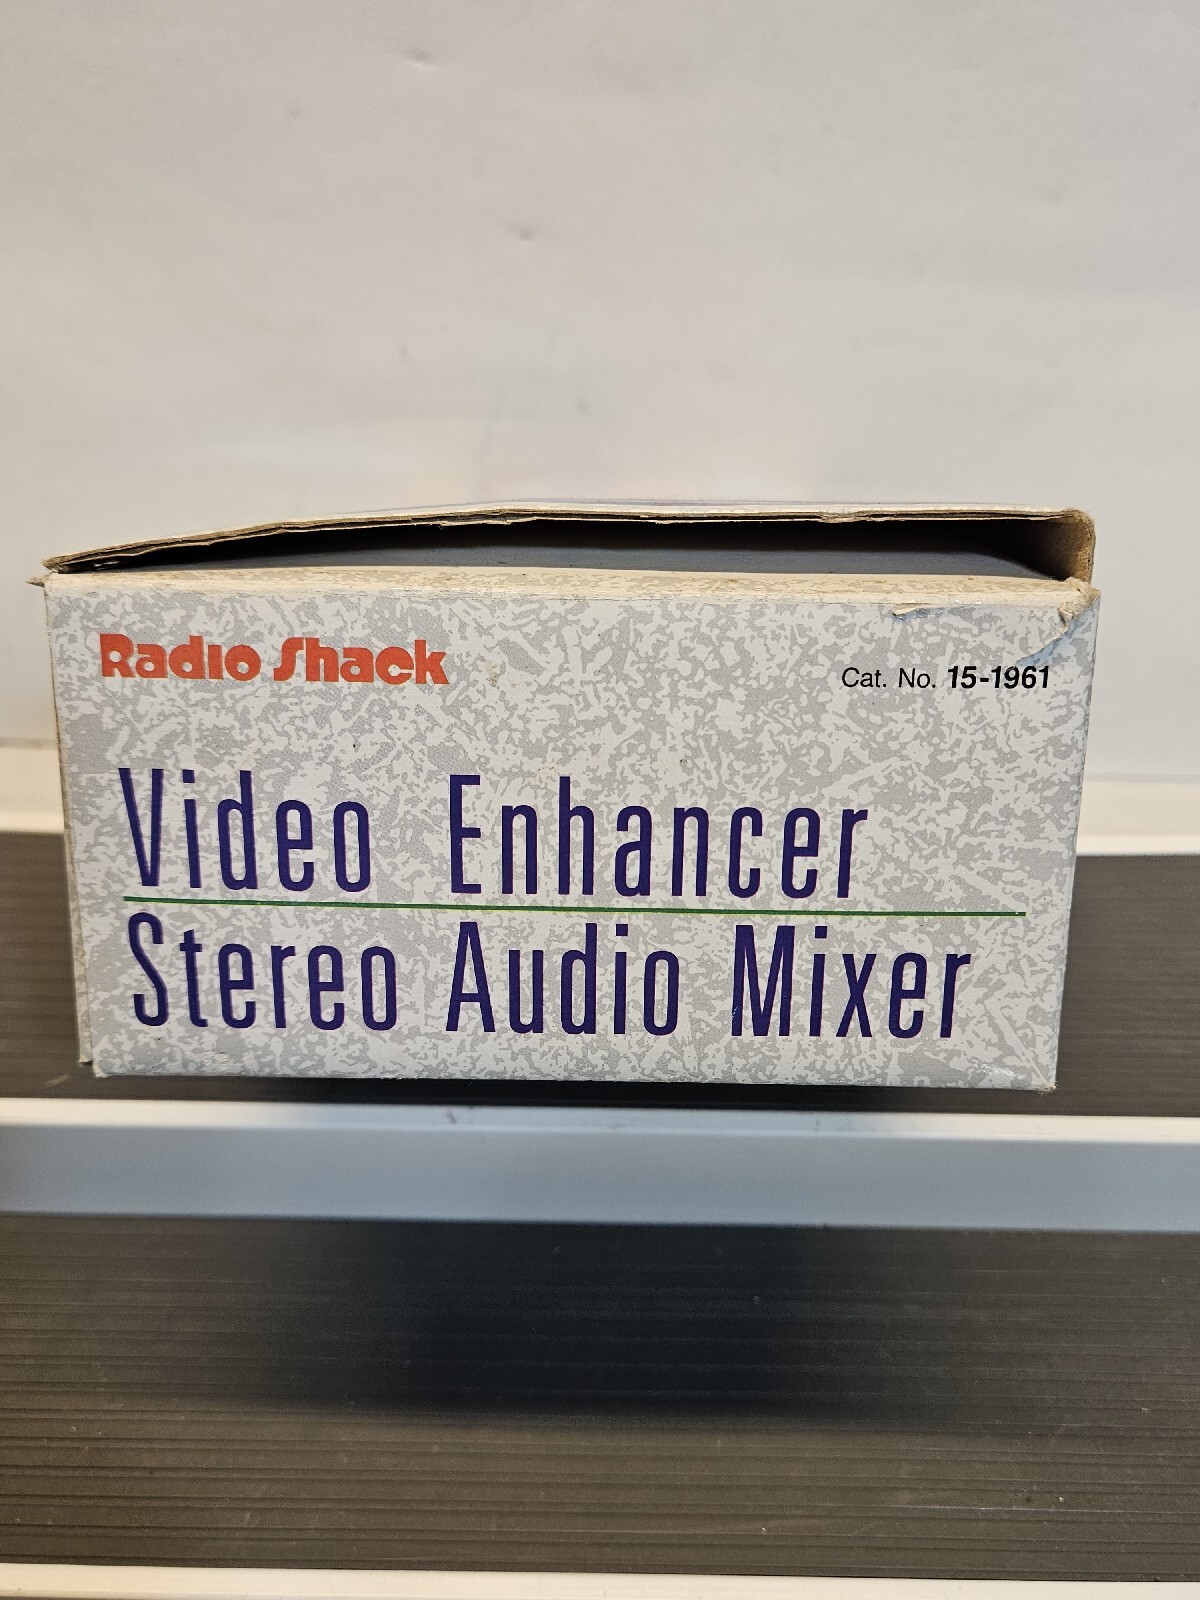 Radio Shack
Cat. No. 15-1961
Video Enhancer
Stereo Audio Mixer